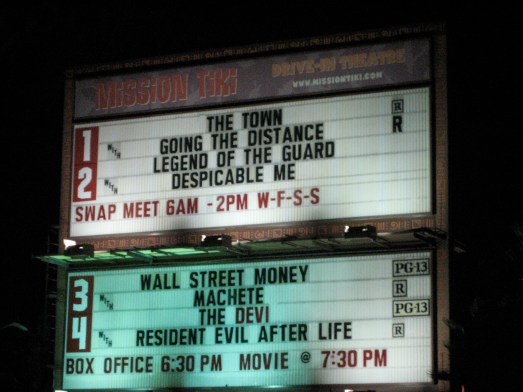 MISSION TIKI DRIVE-IN THEATRE
WWW.MISSIONTIKI.COM
1 THE TOWN R
WITH GOING THE DISTANCE R
2 LEGEND OF THE GUARD
WITH DESPICABLE ME
SWAP MEET 6AM - 2PM W-F-S-S
3 WALL STREET MONEY PG-13
WITH MACHETE R
4 THE DEVI PG-13
WITH RESIDENT EVIL AFTER LIFE R
BOX OFFICE 6:30 PM MOVIE @ 7:30 PM